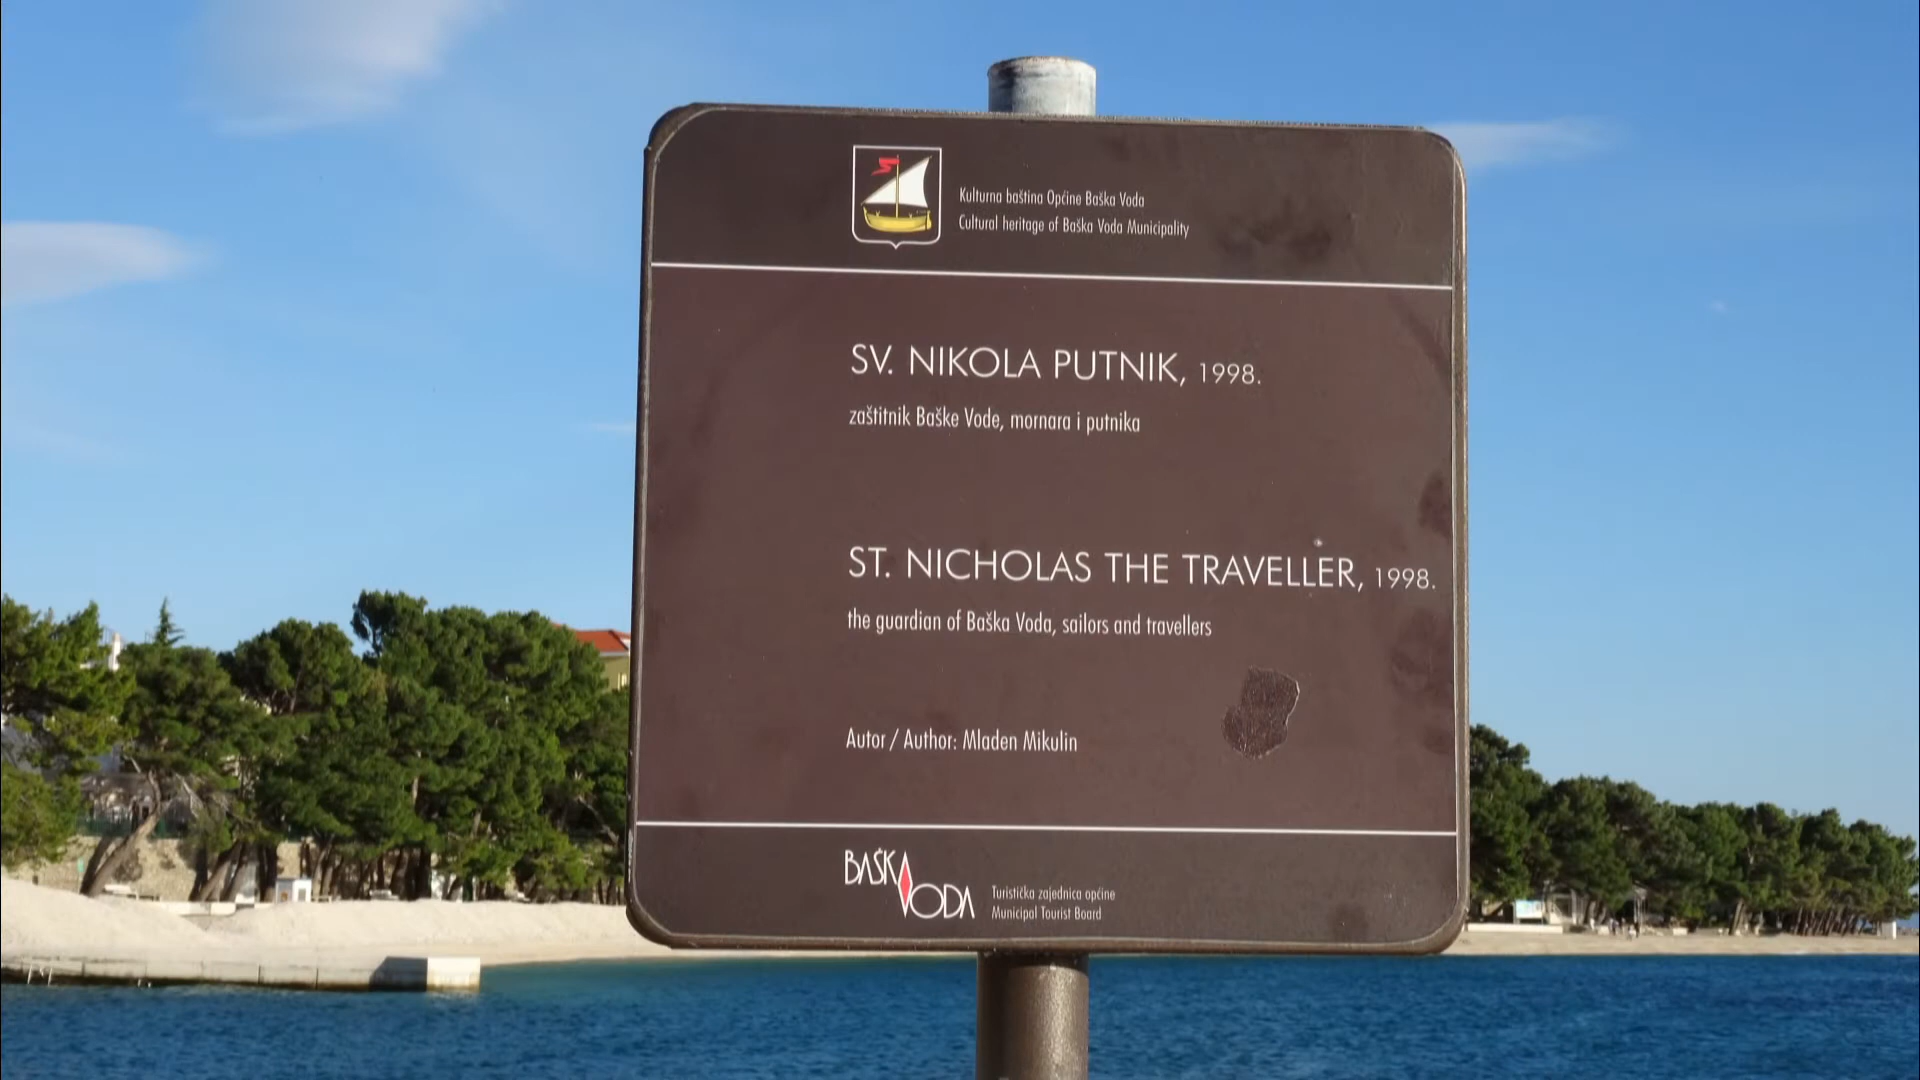 Kulturna baština Općine Baška Voda
Cultural heritage of Baška Voda Municipality
SV. NIKOLA PUTNIK, 1998.
zaštitnik Baške Vode, mornara i putnika
ST. NICHOLAS THE TRAVELLER, 1998.
the guardian of Baška Voda, sailors and travellers
Autor / Author: Mladen Mikulin
BAŠKA VODA
Turistička zajednica općine
Municipal Tourist Board